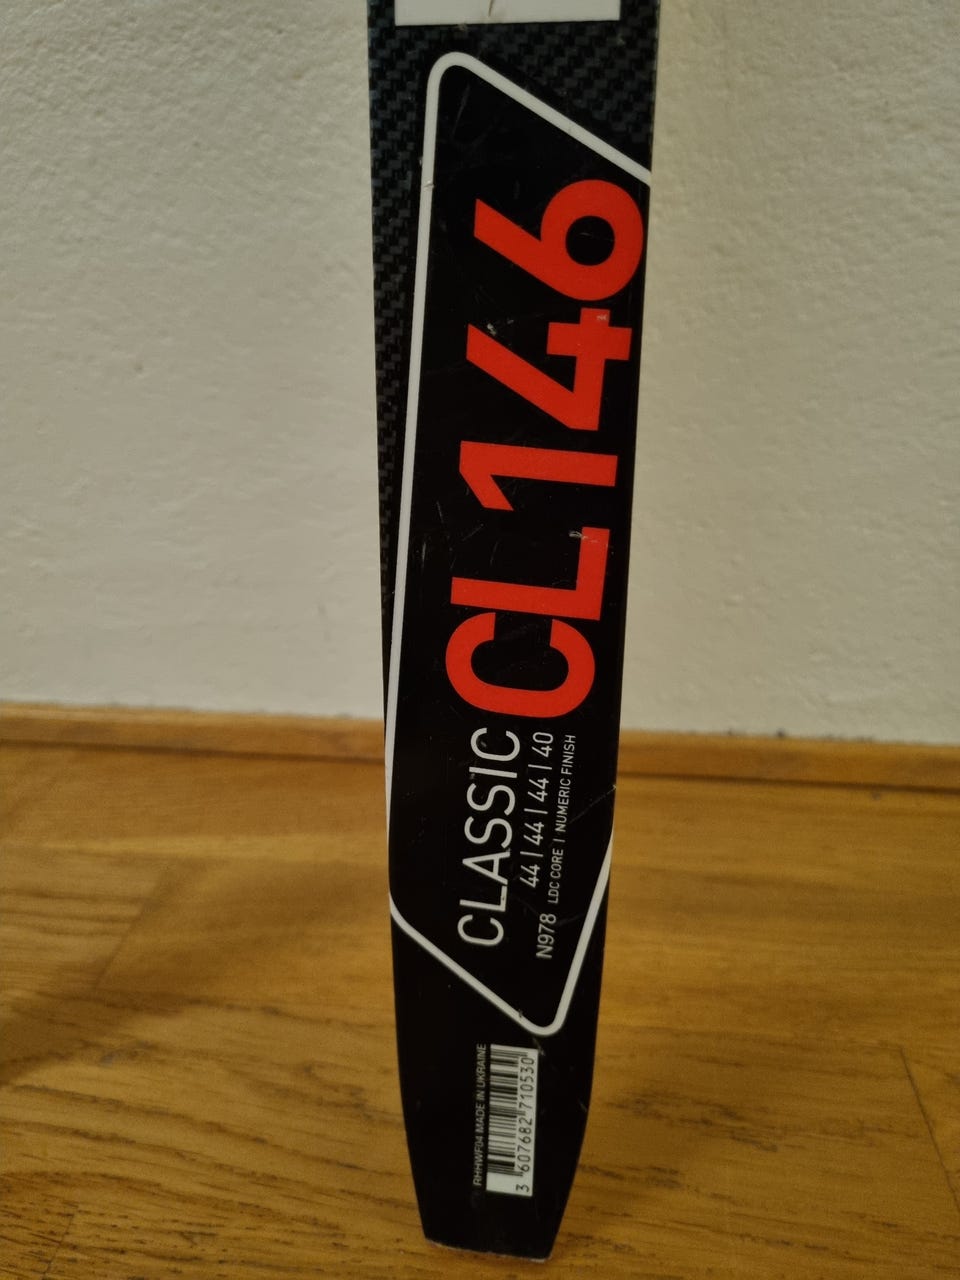 CL146
CLASSIC
44 | 44 | 44 | 40
N978 LDC CORE | NUMERIC FINISH
RHHWF04 MADE IN UKRAINE
3 607682 710530